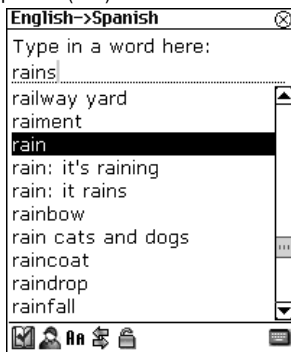 English->Spanish
Type in a word here:
rains
railway yard
raiment
rain
rain: it's raining
rain: it rains
rainbow
rain cats and dogs
raincoat
raindrop
rainfall
AA